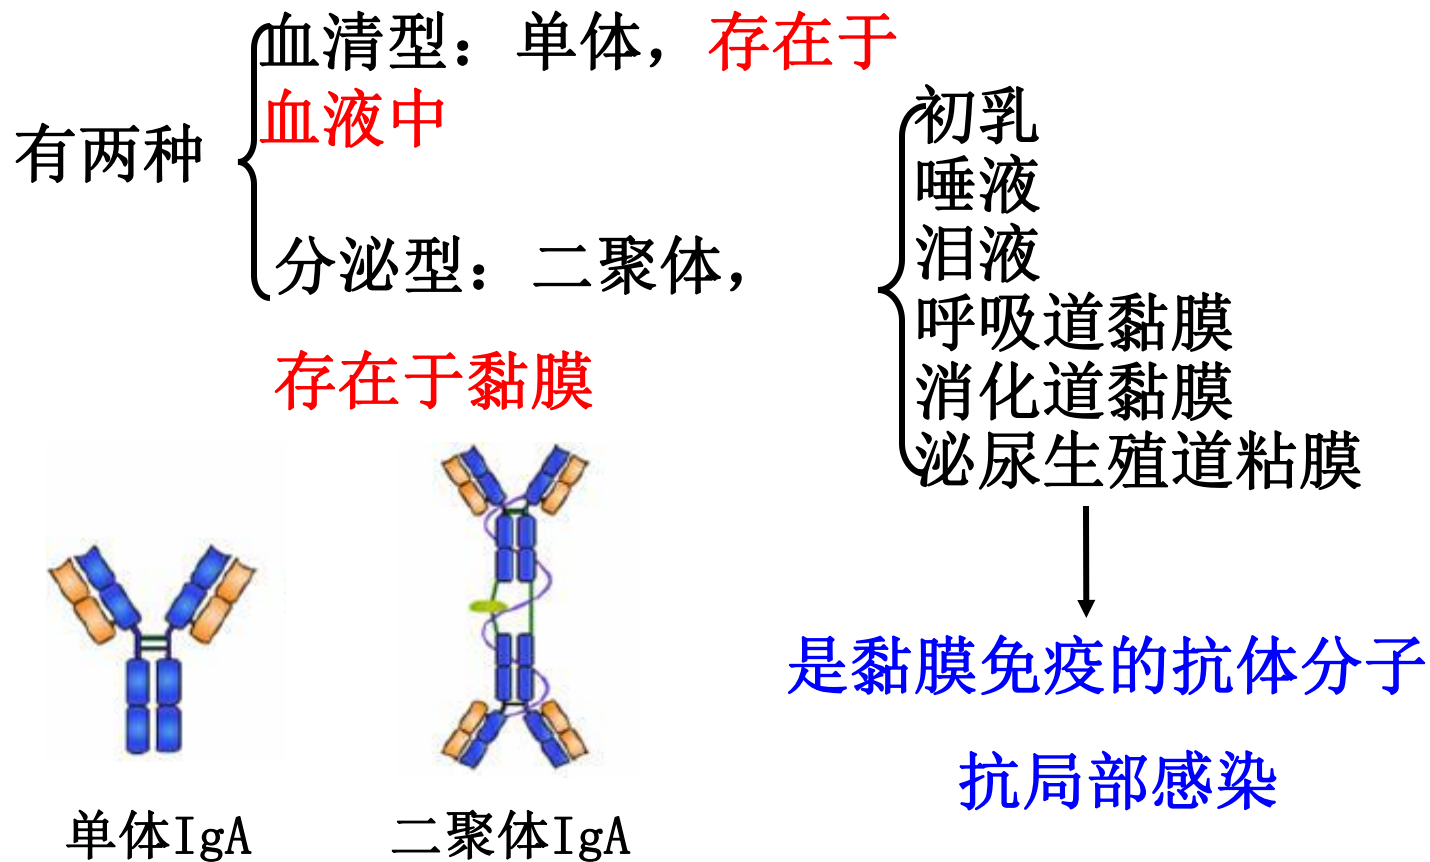 有两种
血清型：单体，存在于
血液中
分泌型：二聚体，
存在于黏膜
初乳
唾液
泪液
呼吸道黏膜
消化道黏膜
泌尿生殖道粘膜
是黏膜免疫的抗体分子
抗局部感染
单体IgA
二聚体IgA